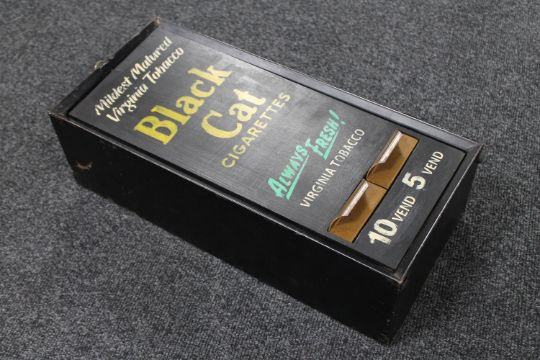 Mildest Matured
Virginia Tobacco
Black
Cat
CIGARETTES
ALWAYS FRESH!
VIRGINIA TOBACCO
10 VEND 5 VEND